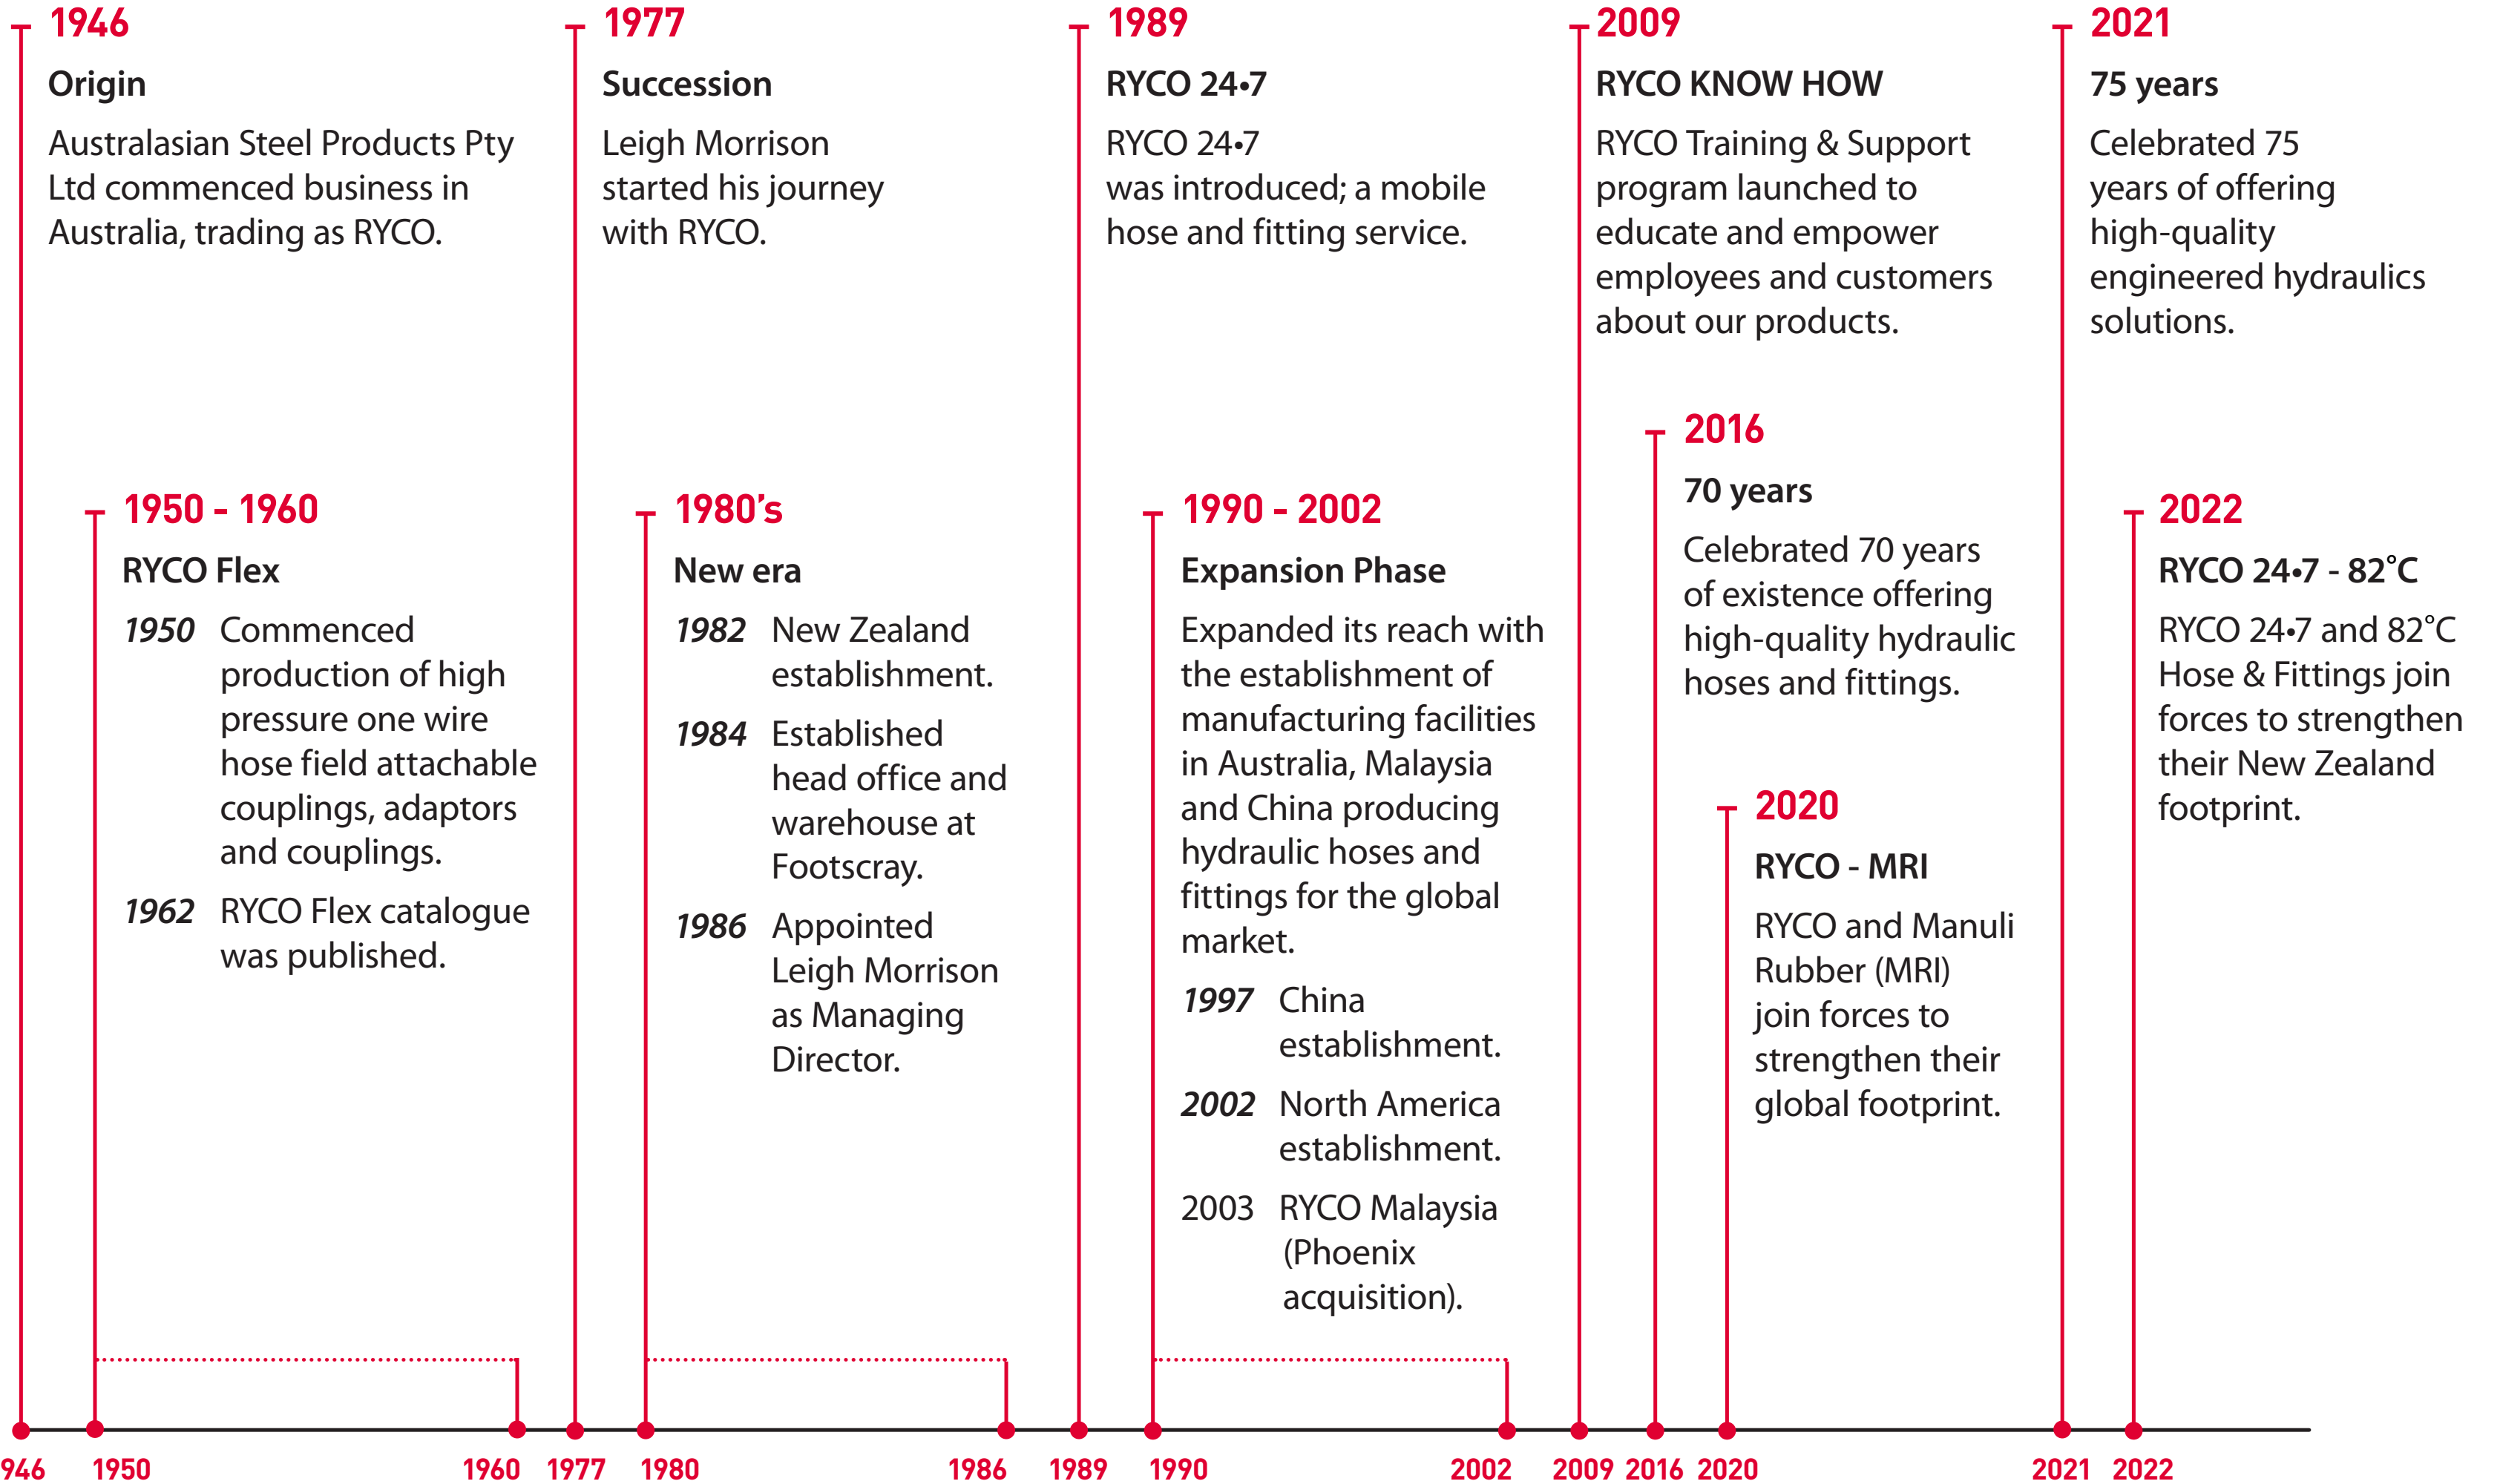 1946
Origin
Australasian Steel Products Pty
Ltd commenced business in
Australia, trading as RYCO.
1950 - 1960
RYCO Flex
1950 Commenced
production of high
pressure one wire
hose field attachable
couplings, adaptors
and couplings.
1962 RYCO Flex catalogue
was published.
1977
Succession
Leigh Morrison
started his journey
with RYCO.
1980’s
New era
1982 New Zealand
establishment.
1984 Established
head office and
warehouse at
Footscray.
1986 Appointed
Leigh Morrison
as Managing
Director.
1989
RYCO 24•7
RYCO 24•7
was introduced; a mobile
hose and fitting service.
1990 - 2002
Expansion Phase
Expanded its reach with
the establishment of
manufacturing facilities
in Australia, Malaysia
and China producing
hydraulic hoses and
fittings for the global
market.
1997 China
establishment.
2002 North America
establishment.
2003 RYCO Malaysia
(Phoenix
acquisition).
2009
RYCO KNOW HOW
RYCO Training & Support
program launched to
educate and empower
employees and customers
about our products.
2016
70 years
Celebrated 70 years
of existence offering
high-quality hydraulic
hoses and fittings.
2020
RYCO - MRI
RYCO and Manuli
Rubber (MRI)
join forces to
strengthen their
global footprint.
2021
75 years
Celebrated 75
years of offering
high-quality
engineered hydraulics
solutions.
2022
RYCO 24•7 - 82°C
RYCO 24•7 and 82°C
Hose & Fittings join
forces to strengthen
their New Zealand
footprint.
946 1950 1960 1977 1980 1986 1989 1990 2002 2009 2016 2020 2021 2022